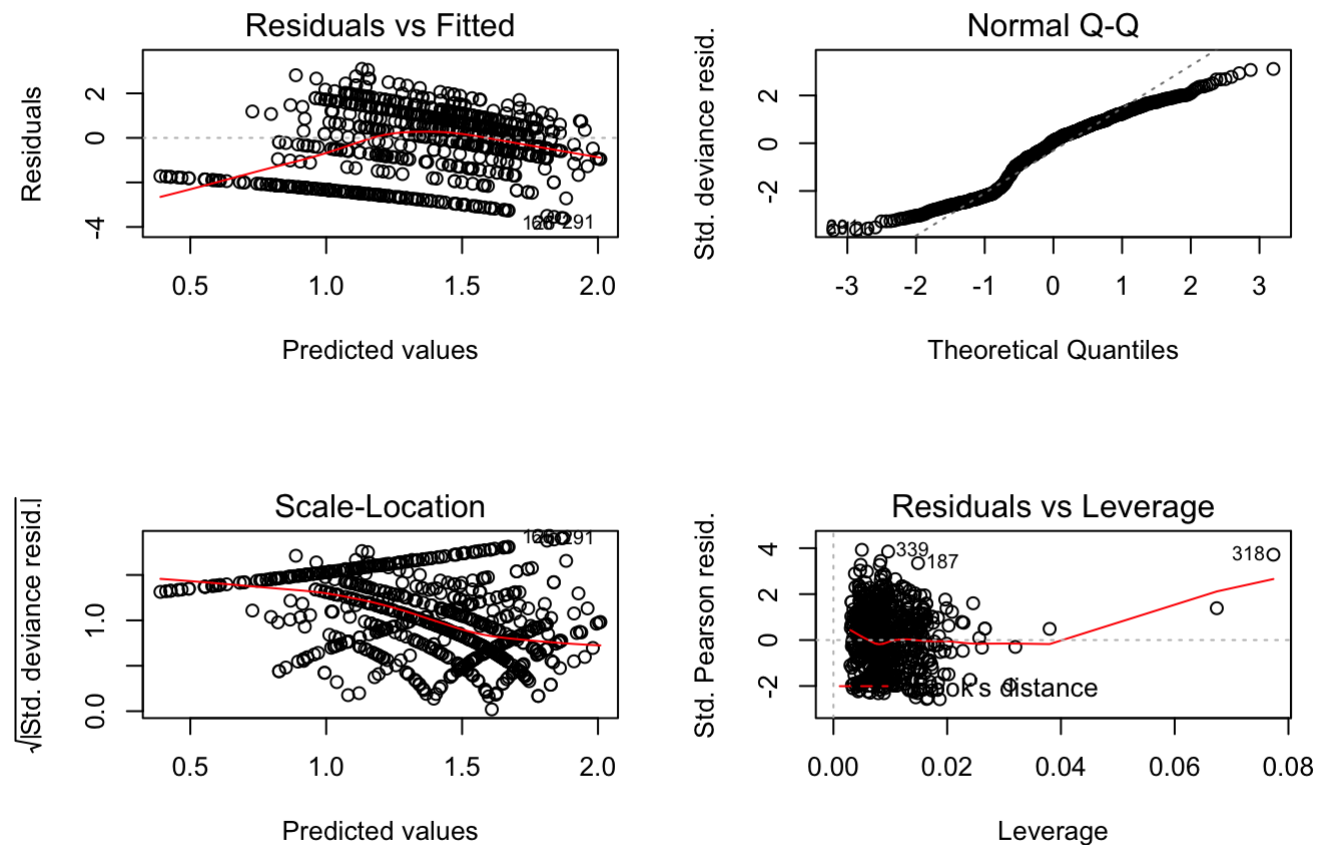 Residuals vs Fitted
Residuals
2
0
-2
-4
291
0.5 1.0 1.5 2.0
Predicted values
Normal Q-Q
Std. deviance resid.
2
0
-2
-3 -2 -1 0 1 2 3
Theoretical Quantiles
Scale-Location
√|Std. deviance resid.|
1.0
0.0
291
0.5 1.0 1.5 2.0
Predicted values
Residuals vs Leverage
Std. Pearson resid.
4
2
0
-2
339
187
318
distance
0.00 0.02 0.04 0.06 0.08
Leverage